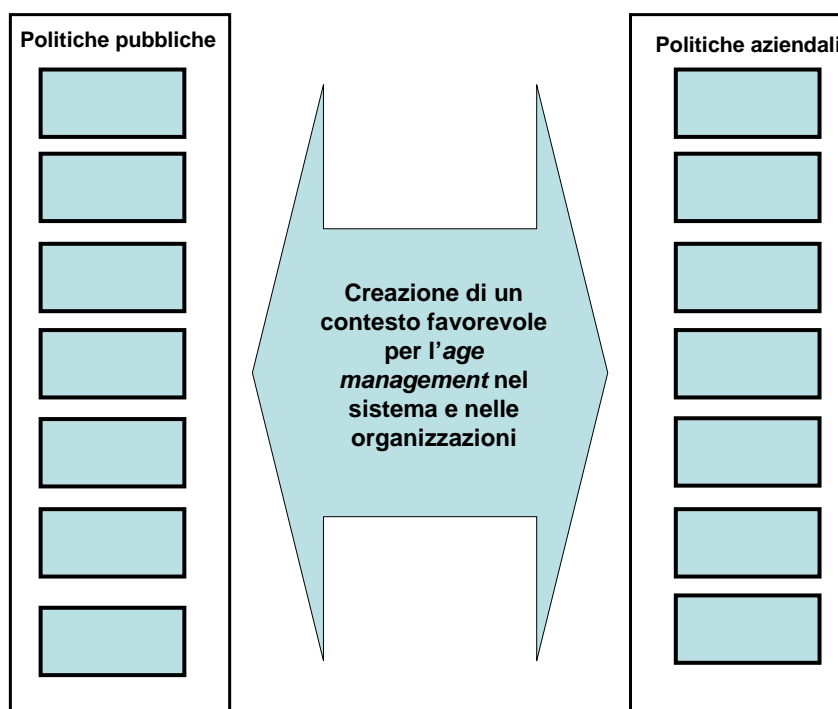 Politiche pubbliche
Politiche aziendali
Creazione di un
contesto favorevole
per l’age
management nel
sistema e nelle
organizzazioni